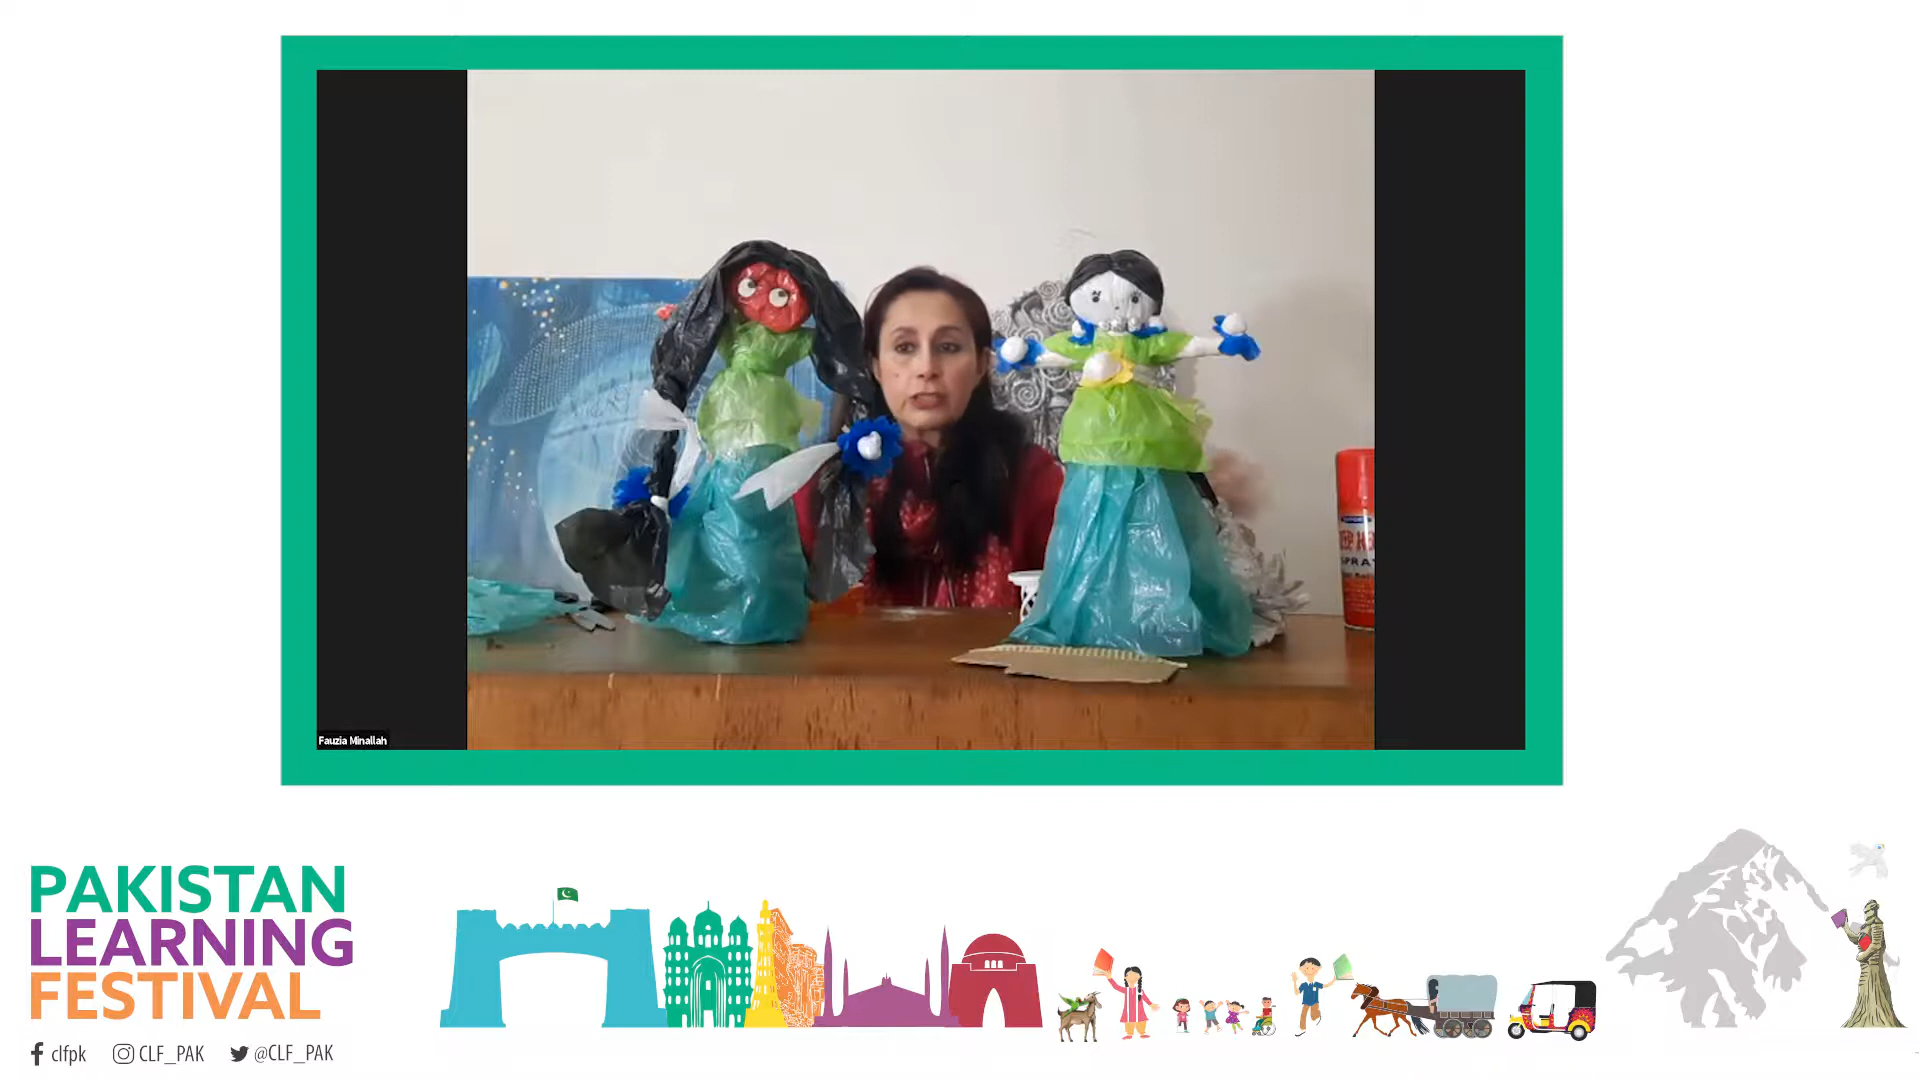 Fauzia Minallah
SPRAY
PAKISTAN
LEARNING
FESTIVAL
clfpk
CLF_PAK
@CLF_PAK